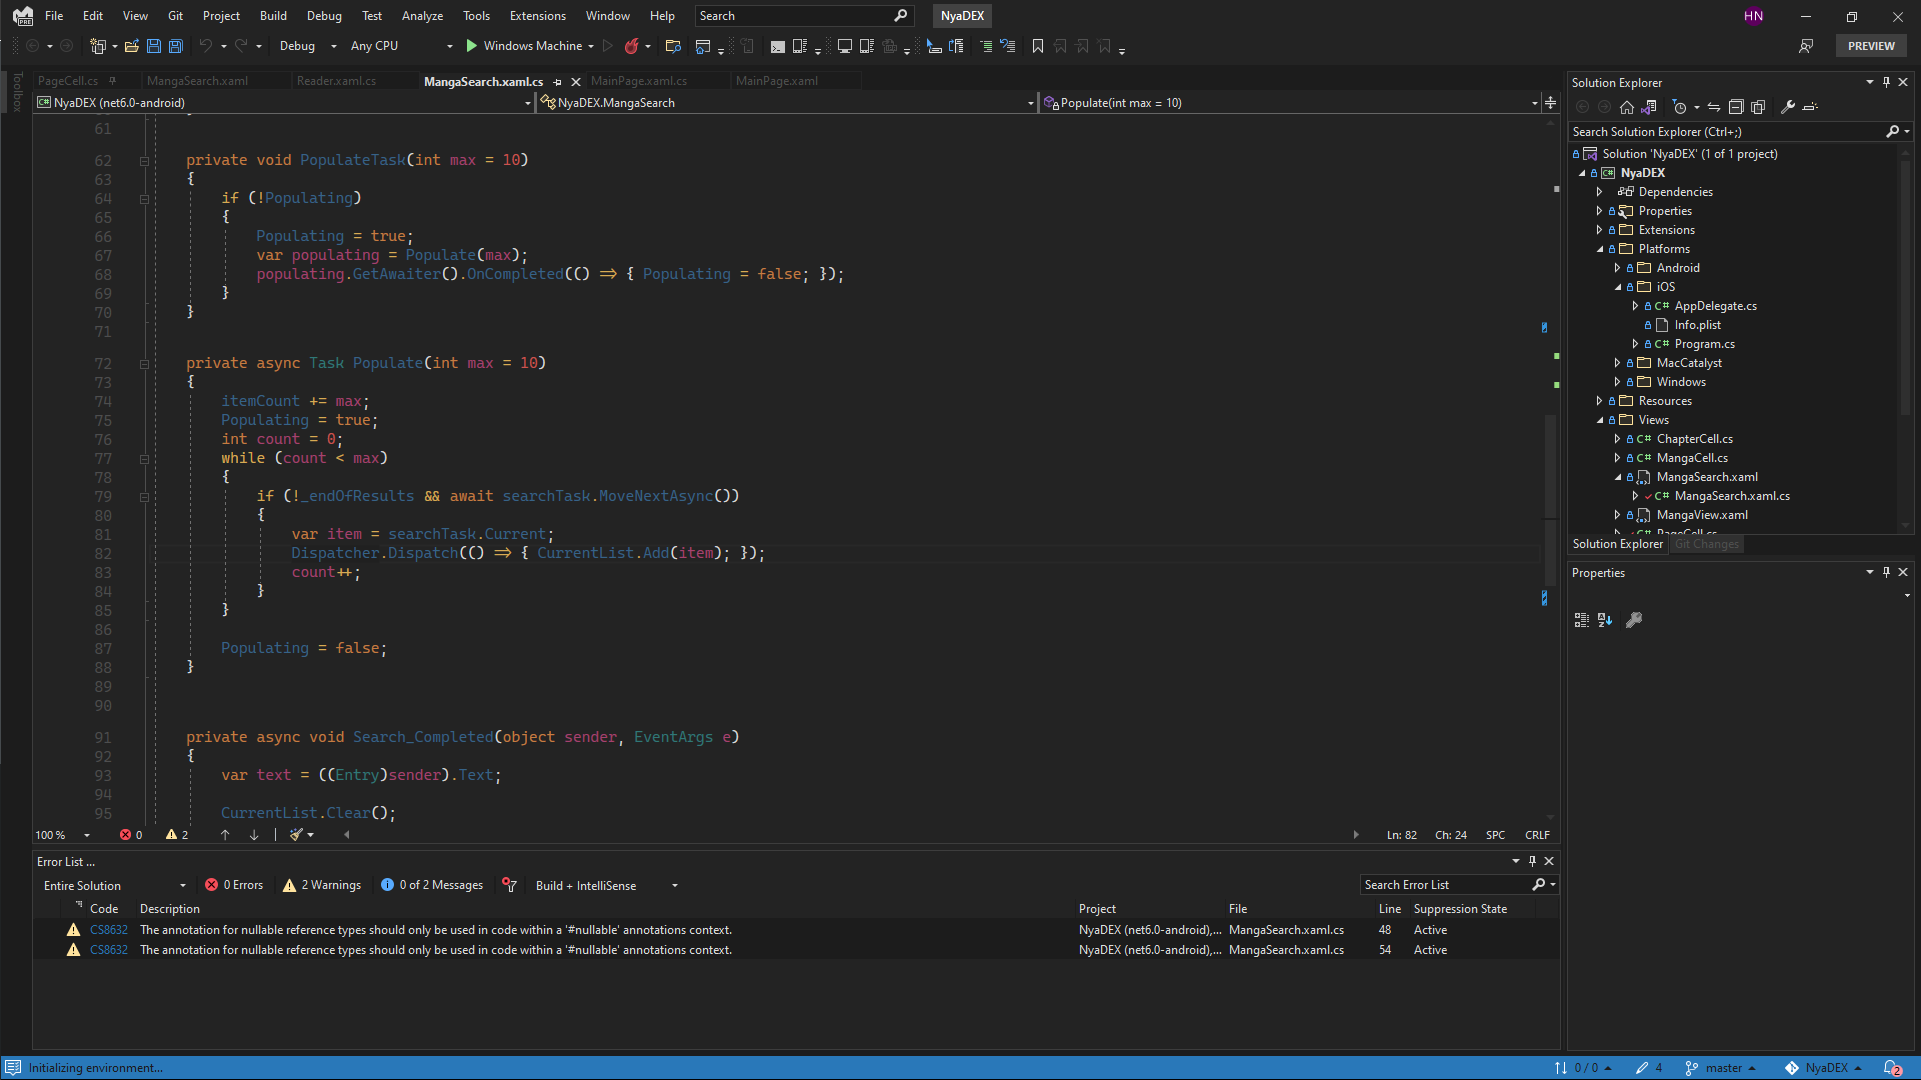 File Edit View Git Project Build Debug Test Analyze Tools Extensions Window Help Search NyaDEX HN
PRE
Debug Any CPU Windows Machine PREVIEW
Toolbox
PageCell.cs MangaSearch.xaml Reader.xaml.cs MangaSearch.xaml.cs MainPage.xaml.cs MainPage.xaml
NyaDEX (net6.0-android) NyaDEX.MangaSearch Populate(int max = 10)
61
62 private void PopulateTask(int max = 10)
63 {
64 if (!Populating)
65 {
66 Populating = true;
67 var populating = Populate(max);
68 populating.GetAwaiter().OnCompleted(() => { Populating = false; });
69 }
70 }
71
72 private async Task Populate(int max = 10)
73 {
74 itemCount += max;
75 Populating = true;
76 int count = 0;
77 while (count < max)
78 {
79 if (!_endOfResults && await searchTask.MoveNextAsync())
80 {
81 var item = searchTask.Current;
82 Dispatcher.Dispatch(() => { CurrentList.Add(item); });
83 count++;
84 }
85 }
86
87 Populating = false;
88 }
89
90
91 private async void Search_Completed(object sender, EventArgs e)
92 {
93 var text = ((Entry)sender).Text;
94
95 CurrentList.Clear();
100 % 0 2 Ln: 82 Ch: 24 SPC CRLF
Error List ...
Entire Solution 0 Errors 2 Warnings 0 of 2 Messages Build + IntelliSense Search Error List
Code Description Project File Line Suppression State
CS8632 The annotation for nullable reference types should only be used in code within a '#nullable' annotations context. NyaDEX (net6.0-android),... MangaSearch.xaml.cs 48 Active
CS8632 The annotation for nullable reference types should only be used in code within a '#nullable' annotations context. NyaDEX (net6.0-android),... MangaSearch.xaml.cs 54 Active
Solution Explorer
Search Solution Explorer (Ctrl+;)
Solution 'NyaDEX' (1 of 1 project)
C# NyaDEX
Dependencies
Properties
Extensions
Platforms
Android
iOS
C# AppDelegate.cs
Info.plist
C# Program.cs
MacCatalyst
Windows
Resources
Views
C# ChapterCell.cs
C# MangaCell.cs
MangaSearch.xaml
C# MangaSearch.xaml.cs
MangaView.xaml
PageCell.cs
Solution Explorer Git Changes
Properties
Initializing environment... 0 / 0 4 master NyaDEX 2